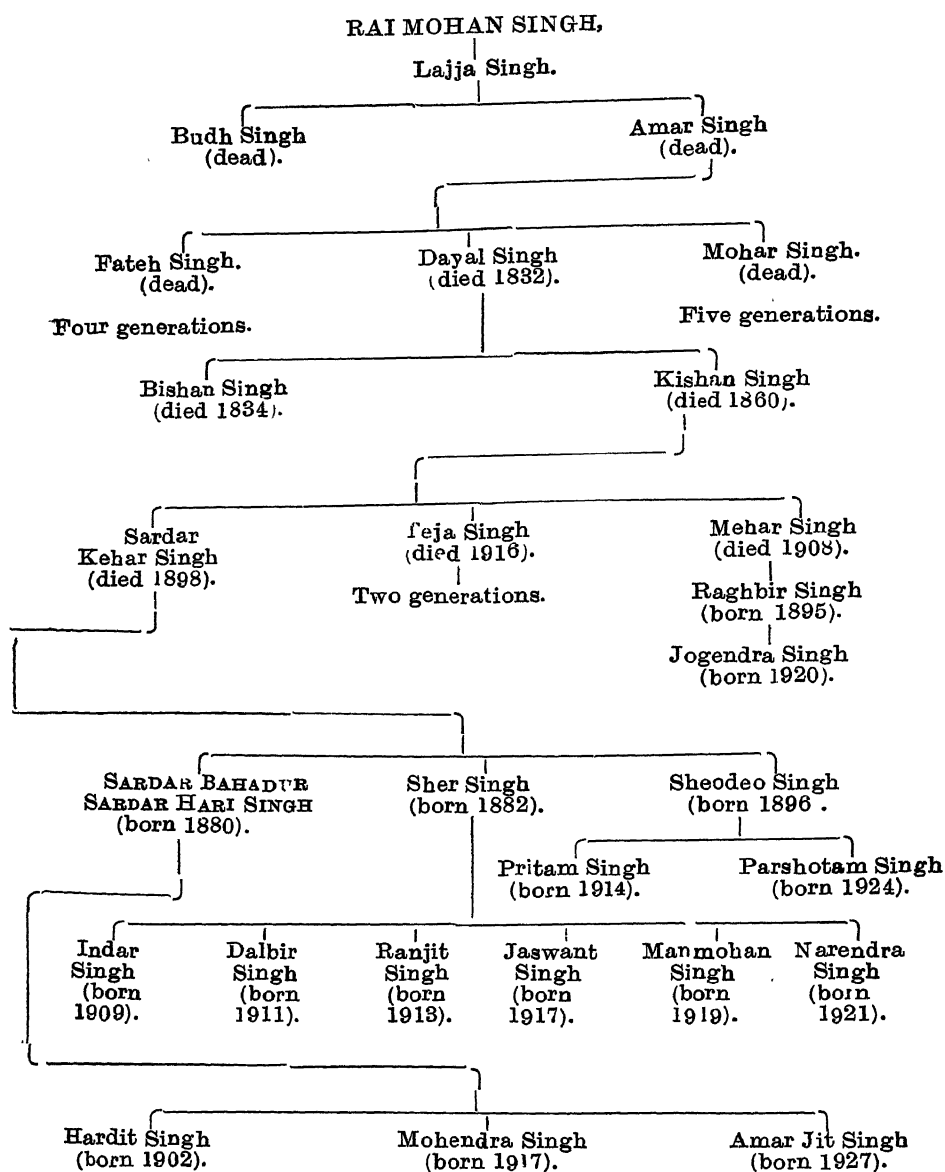 RAI MOHAN SINGH,
Lajja Singh.
Budh Singh
(dead).
Amar Singh
(dead).
Fateh Singh.
(dead).
Four generations.
Dayal Singh
(died 1832).
Mohar Singh.
(dead).
Five generations.
Bishan Singh
(died 1834).
Kishan Singh
(died 1860).
Sardar
Kehar Singh
(died 1898).
Teja Singh
(died 1916).
Two generations.
Mehar Singh
(died 1908).
Raghbir Singh
(born 1895).
Jogendra Singh
(born 1920).
SARDAR BAHADUR
SARDAR HARI SINGH
(born 1880).
Sher Singh
(born 1882).
Sheodeo Singh
(born 1896 .
Pritam Singh
(born 1914).
Parshotam Singh
(born 1924).
Indar
Singh
(born
1909).
Dalbir
Singh
(born
1911).
Ranjit
Singh
(born
1913).
Jaswant
Singh
(born
1917).
Manmohan
Singh
(born
1919).
Narendra
Singh
(born
1921).
Hardit Singh
(born 1902).
Mohendra Singh
(born 1917).
Amar Jit Singh
(born 1927).